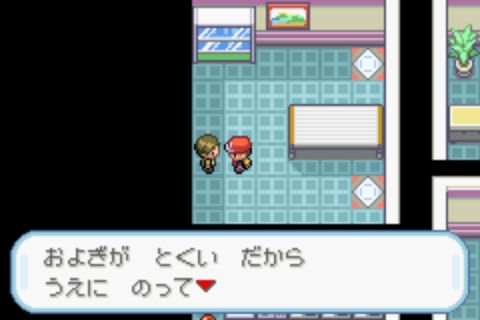 およぎが　とくい　だから
うえに　のって